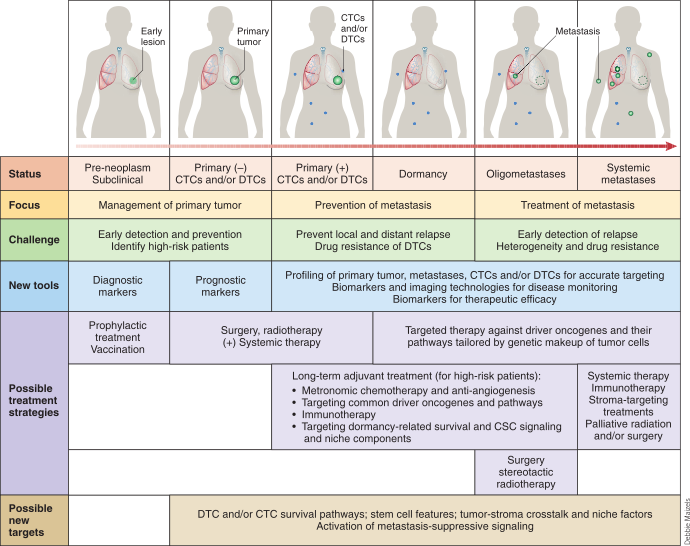 Early
lesion
Primary
tumor
CTCs
and/or
DTCs
Metastasis
Status
Pre-neoplasm
Subclinical
Primary (–)
CTCs and/or DTCs
Primary (+)
CTCs and/or DTCs
Dormancy
Oligometastases
Systemic
metastases
Focus
Management of primary tumor
Prevention of metastasis
Treatment of metastasis
Challenge
Early detection and prevention
Identify high-risk patients
Prevent local and distant relapse
Drug resistance of DTCs
Early detection of relapse
Heterogeneity and drug resistance
New tools
Diagnostic
markers
Prognostic
markers
Profiling of primary tumor, metastases, CTCs and/or DTCs for accurate targeting
Biomarkers and imaging technologies for disease monitoring
Biomarkers for therapeutic efficacy
Possible
treatment
strategies
Prophylactic
treatment
Vaccination
Surgery, radiotherapy
(+) Systemic therapy
Targeted therapy against driver oncogenes and their
pathways tailored by genetic makeup of tumor cells
Long-term adjuvant treatment (for high-risk patients):
• Metronomic chemotherapy and anti-angiogenesis
• Targeting common driver oncogenes and pathways
• Immunotherapy
• Targeting dormancy-related survival and CSC signaling
and niche components
Systemic therapy
Immunotherapy
Stroma-targeting
treatments
Palliative radiation
and/or surgery
Surgery
stereotactic
radiotherapy
Possible
new
targets
DTC and/or CTC survival pathways; stem cell features; tumor-stroma crosstalk and niche factors
Activation of metastasis-suppressive signaling
Debbie Maizels